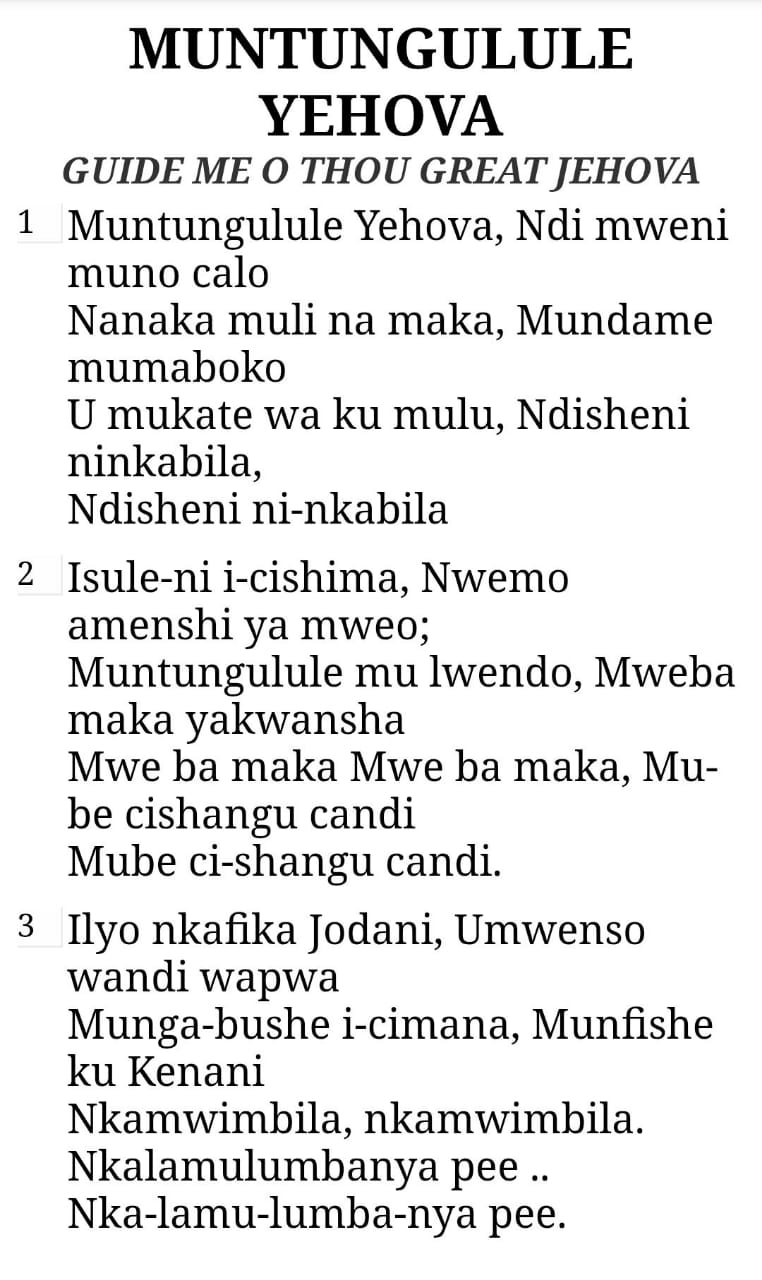 MUNTUNGULULE
YEHOVA
GUIDE ME O THOU GREAT JEHOVA
1 Muntungulule Yehova, Ndi mweni
muno calo
Nanaka muli na maka, Mundame
mumaboko
U mukate wa ku mulu, Ndisheni
ninkabila,
Ndisheni ni-nkabila
2 Isule-ni i-cishima, Nwemo
amenshi ya mweo;
Muntungulule mu lwendo, Mweba
maka yakwansha
Mwe ba maka Mwe ba maka, Mu-
be cishangu candi
Mube ci-shangu candi.
3 Ilyo nkafika Jodani, Umwenso
wandi wapwa
Munga-bushe i-cimana, Munfishe
ku Kenani
Nkamwimbila, nkamwimbila.
Nkalamulumbanya pee ..
Nka-lamu-lumba-nya pee.